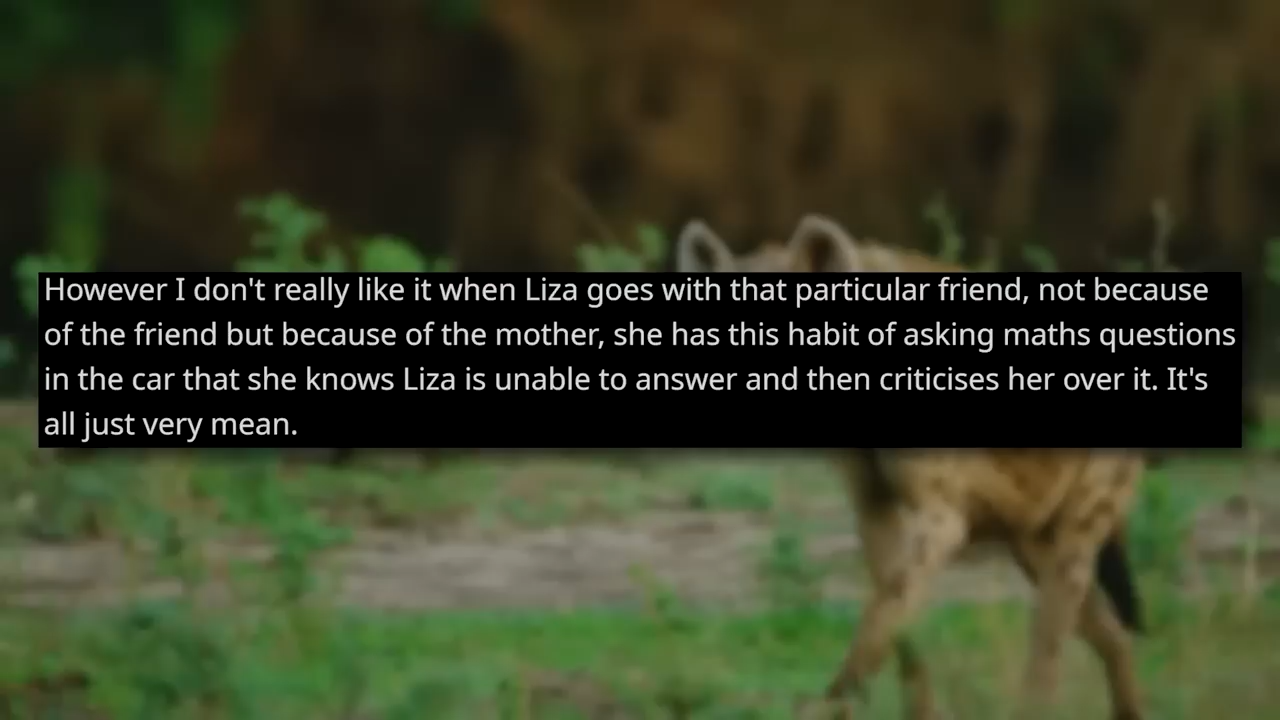 However I don't really like it when Liza goes with that particular friend, not because
of the friend but because of the mother, she has this habit of asking maths questions
in the car that she knows Liza is unable to answer and then criticises her over it. It's
all just very mean.